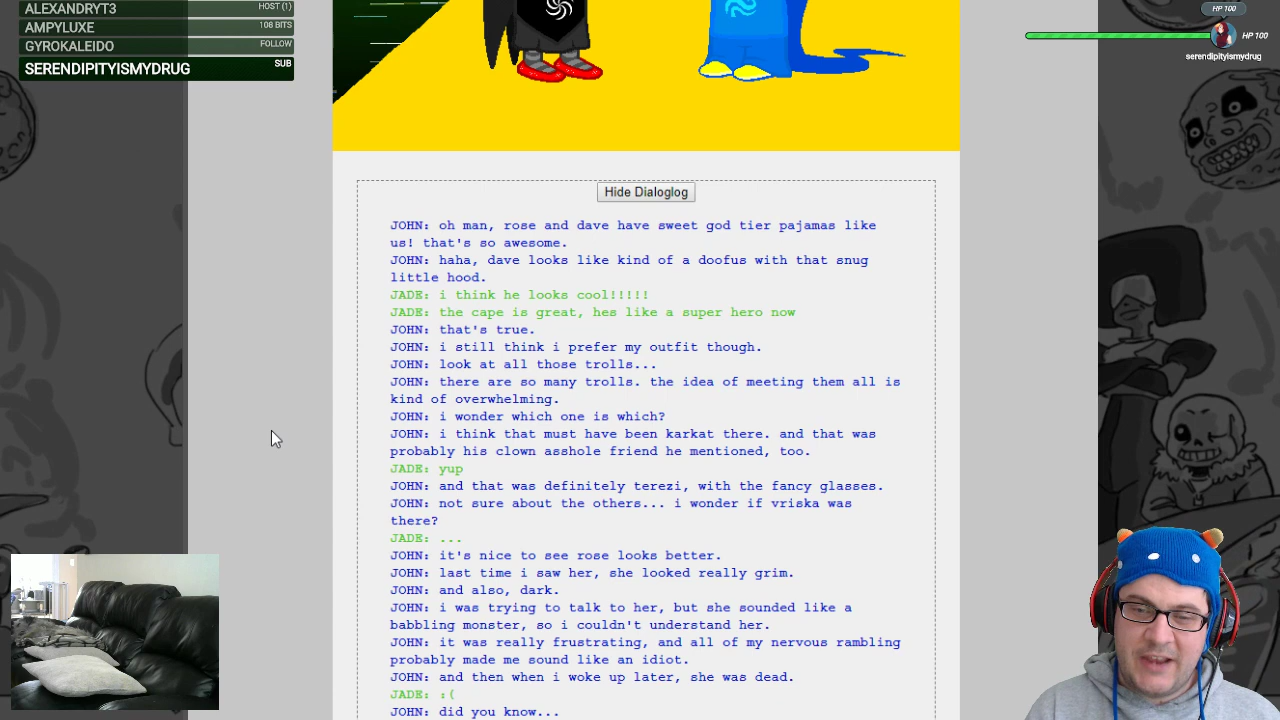 ALEXANDRYT3 HOST (1)
AMPYLUXE 108 BITS
GYROKALEIDO FOLLOW
SERENDIPITYISMYDRUG SUB
HP 100
HP 100
serendipityismydrug
Hide Dialoglog
JOHN: oh man, rose and dave have sweet god tier pajamas like
us! that's so awesome.
JOHN: haha, dave looks like kind of a doofus with that snug
little hood.
JADE: i think he looks cool!!!!!
JADE: the cape is great, hes like a super hero now
JOHN: that's true.
JOHN: i still think i prefer my outfit though.
JOHN: look at all those trolls...
JOHN: there are so many trolls. the idea of meeting them all is
kind of overwhelming.
JOHN: i wonder which one is which?
JOHN: i think that must have been karkat there. and that was
probably his clown asshole friend he mentioned, too.
JADE: yup
JOHN: and that was definitely terezi, with the fancy glasses.
JOHN: not sure about the others... i wonder if vriska was
there?
JADE: ...
JOHN: it's nice to see rose looks better.
JOHN: last time i saw her, she looked really grim.
JOHN: and also, dark.
JOHN: i was trying to talk to her, but she sounded like a
babbling monster, so i couldn't understand her.
JOHN: it was really frustrating, and all of my nervous rambling
probably made me sound like an idiot.
JOHN: and then when i woke up later, she was dead.
JADE: :(
JOHN: did you know...